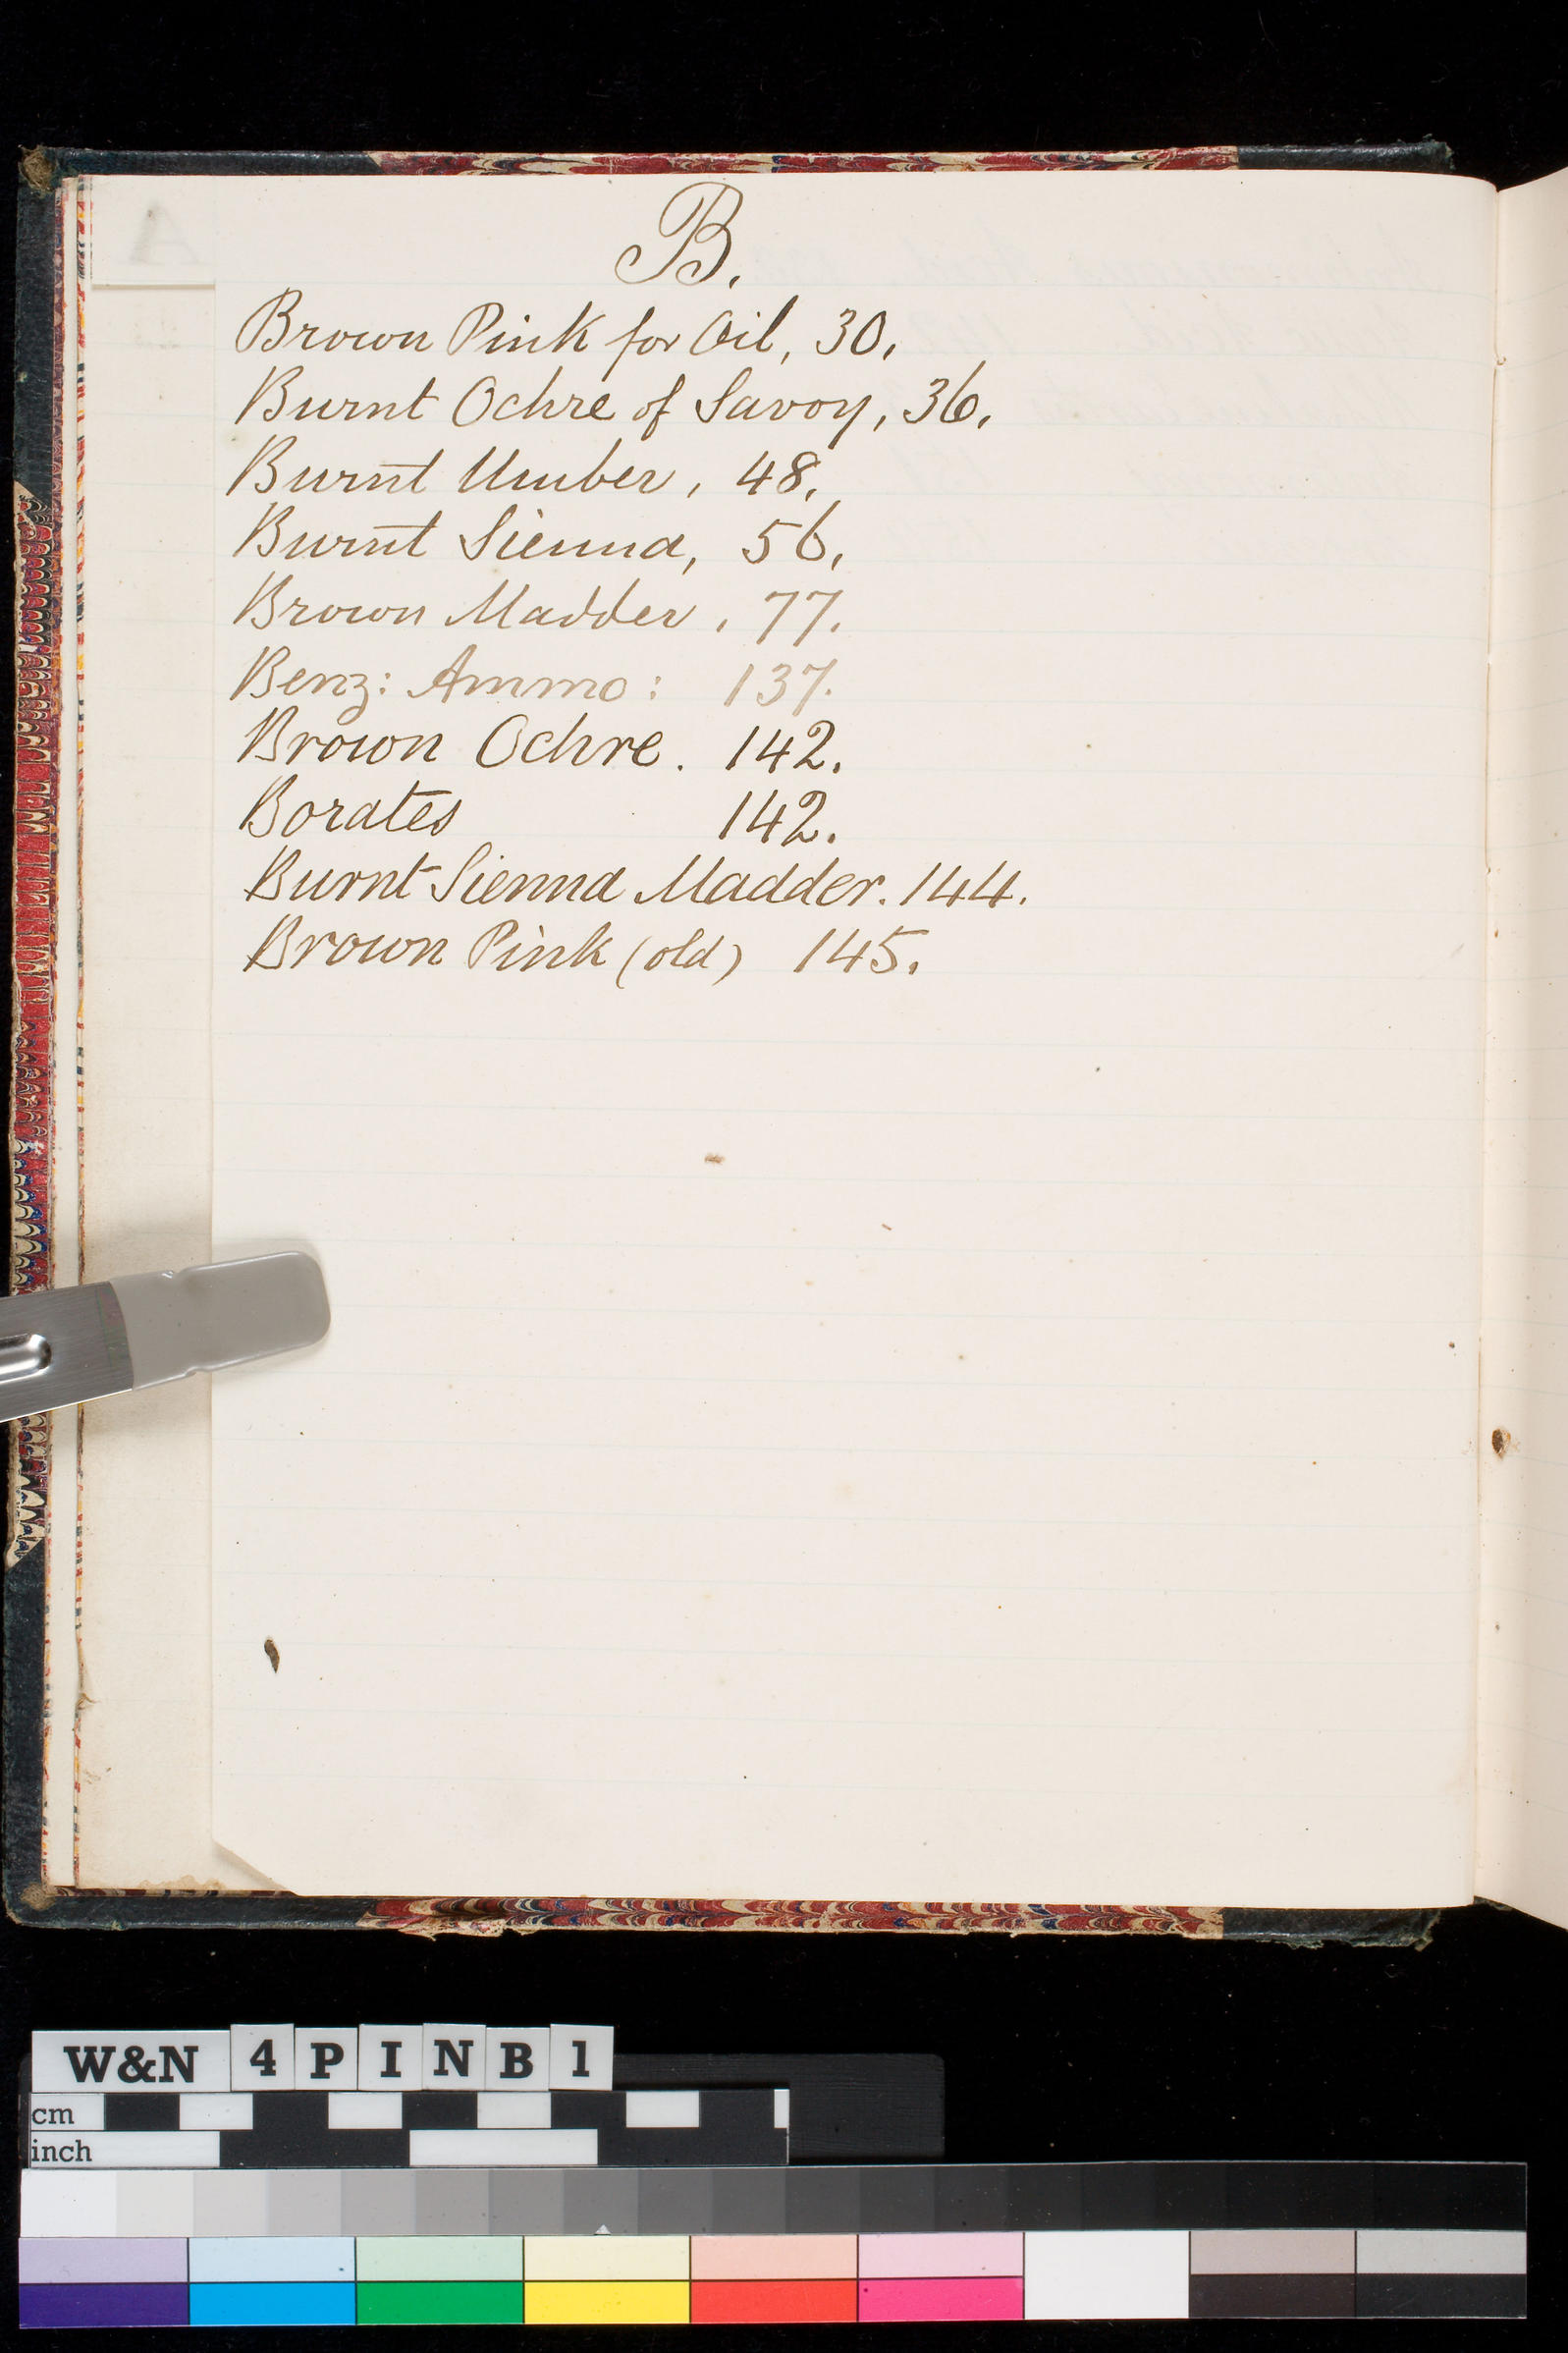 A
B.
Brown Pink for Oil, 30,
Burnt Ochre of Savoy, 36,
Burnt Umber, 48,
Burnt Sienna, 56,
Brown Madder, 77.
Benz: Ammo: 137.
Brown Ochre. 142.
Borates 142.
Burnt Sienna Madder. 144.
Brown Pink (old) 145.
W&N 4 P I N B 1
cm
inch